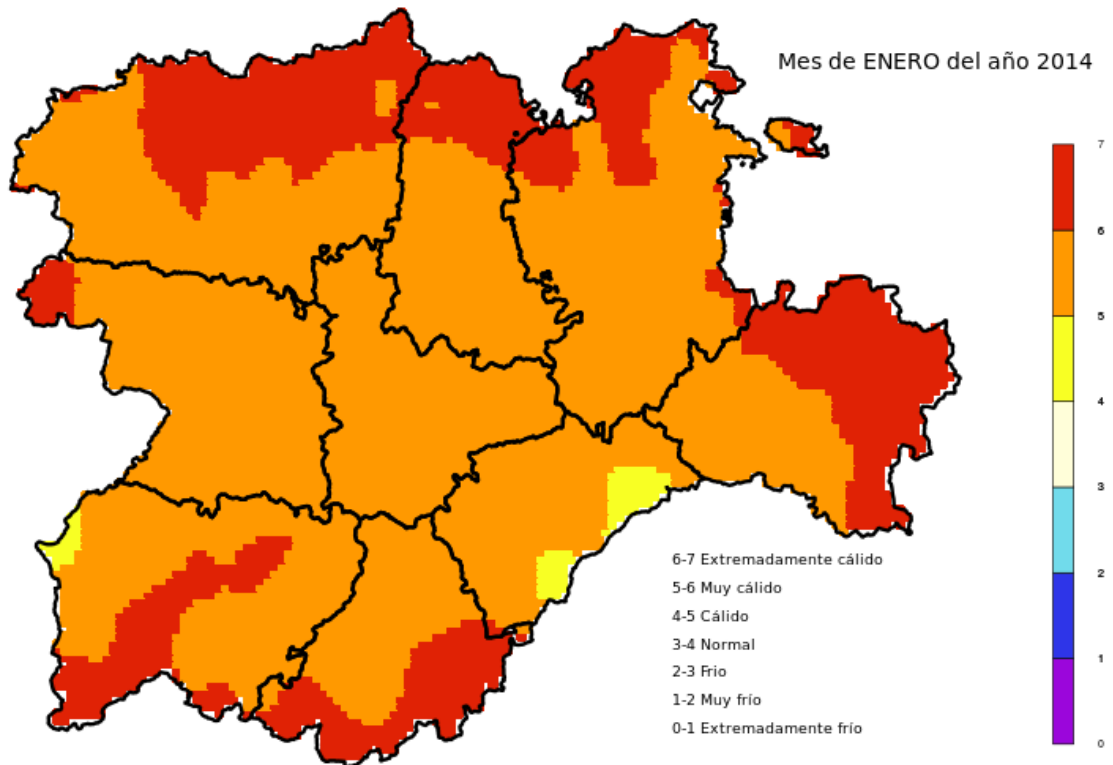 Mes de ENERO del año 2014
7
6
5
4
3
2
1
0
6-7 Extremadamente cálido
5-6 Muy cálido
4-5 Cálido
3-4 Normal
2-3 Frio
1-2 Muy frío
0-1 Extremadamente frío